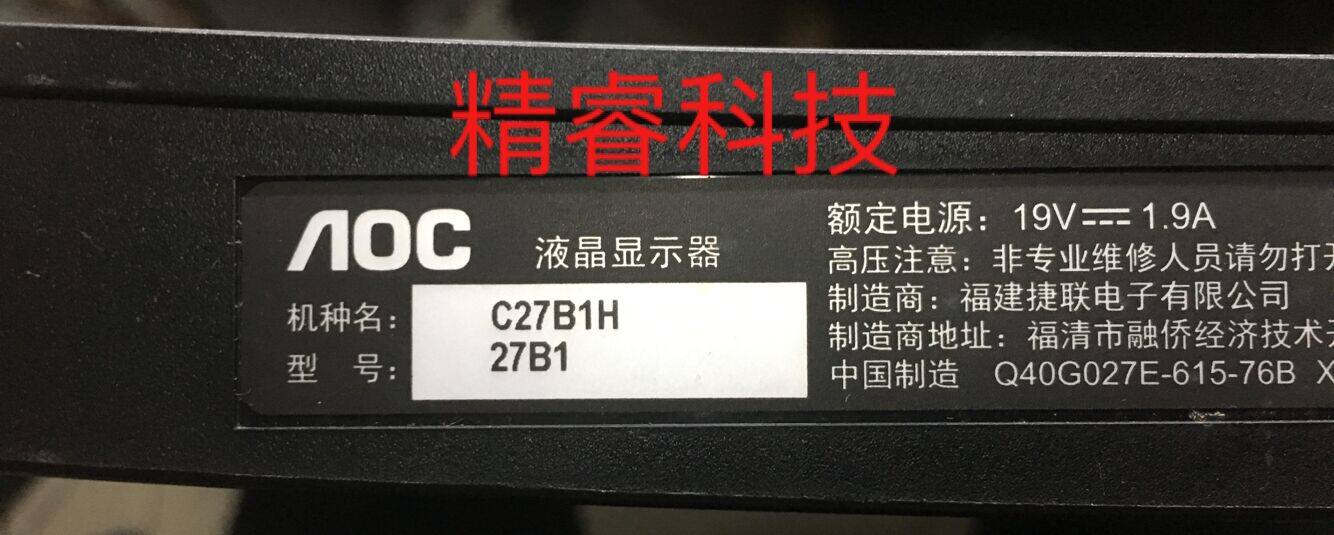 精睿科技
AOC 液晶显示器
机种名： C27B1H
型 号： 27B1
额定电源： 19V⎓1.9A
高压注意： 非专业维修人员请勿打开
制造商：福建捷联电子有限公司
制造商地址：福清市融侨经济技术
中国制造 Q40G027E-615-76B X